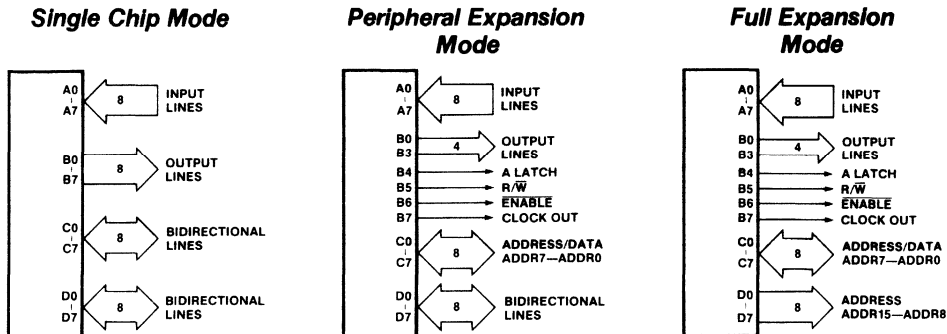 Single Chip Mode
A0
A7
8
INPUT
LINES
B0
B7
8
OUTPUT
LINES
C0
C7
8
BIDIRECTIONAL
LINES
D0
D7
8
BIDIRECTIONAL
LINES
Peripheral Expansion
Mode
A0
A7
8
INPUT
LINES
B0
B3
4
OUTPUT
LINES
B4 A LATCH
B5 R/W̅
B6 E̅N̅A̅B̅L̅E̅
B7 CLOCK OUT
C0
C7
8
ADDRESS/DATA
ADDR7—ADDR0
D0
D7
8
BIDIRECTIONAL
LINES
Full Expansion
Mode
A0
A7
8
INPUT
LINES
B0
B3
4
OUTPUT
LINES
B4 A LATCH
B5 R/W̅
B6 E̅N̅A̅B̅L̅E̅
B7 CLOCK OUT
C0
C7
8
ADDRESS/DATA
ADDR7—ADDR0
D0
D7
8
ADDRESS
ADDR15—ADDR8